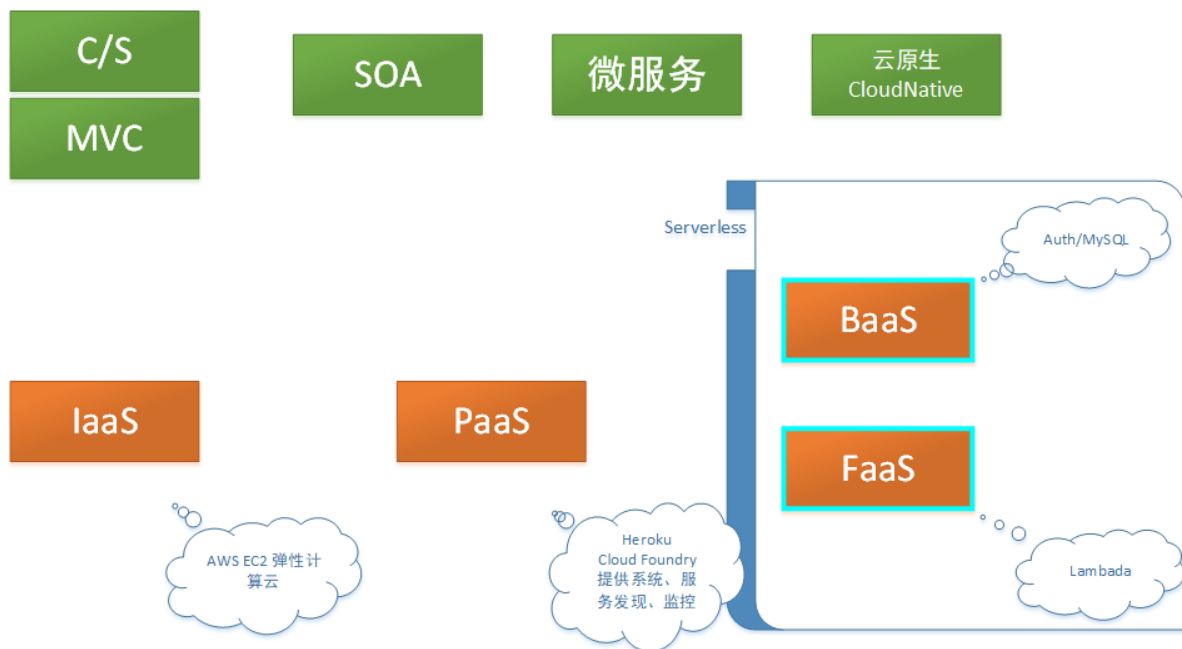 C/S
MVC
SOA
微服务
云原生
CloudNative
Serverless
Auth/MySQL
BaaS
IaaS
PaaS
FaaS
AWS EC2 弹性计
算云
Heroku
Cloud Foundry
提供系统、服
务发现、监控
Lambada